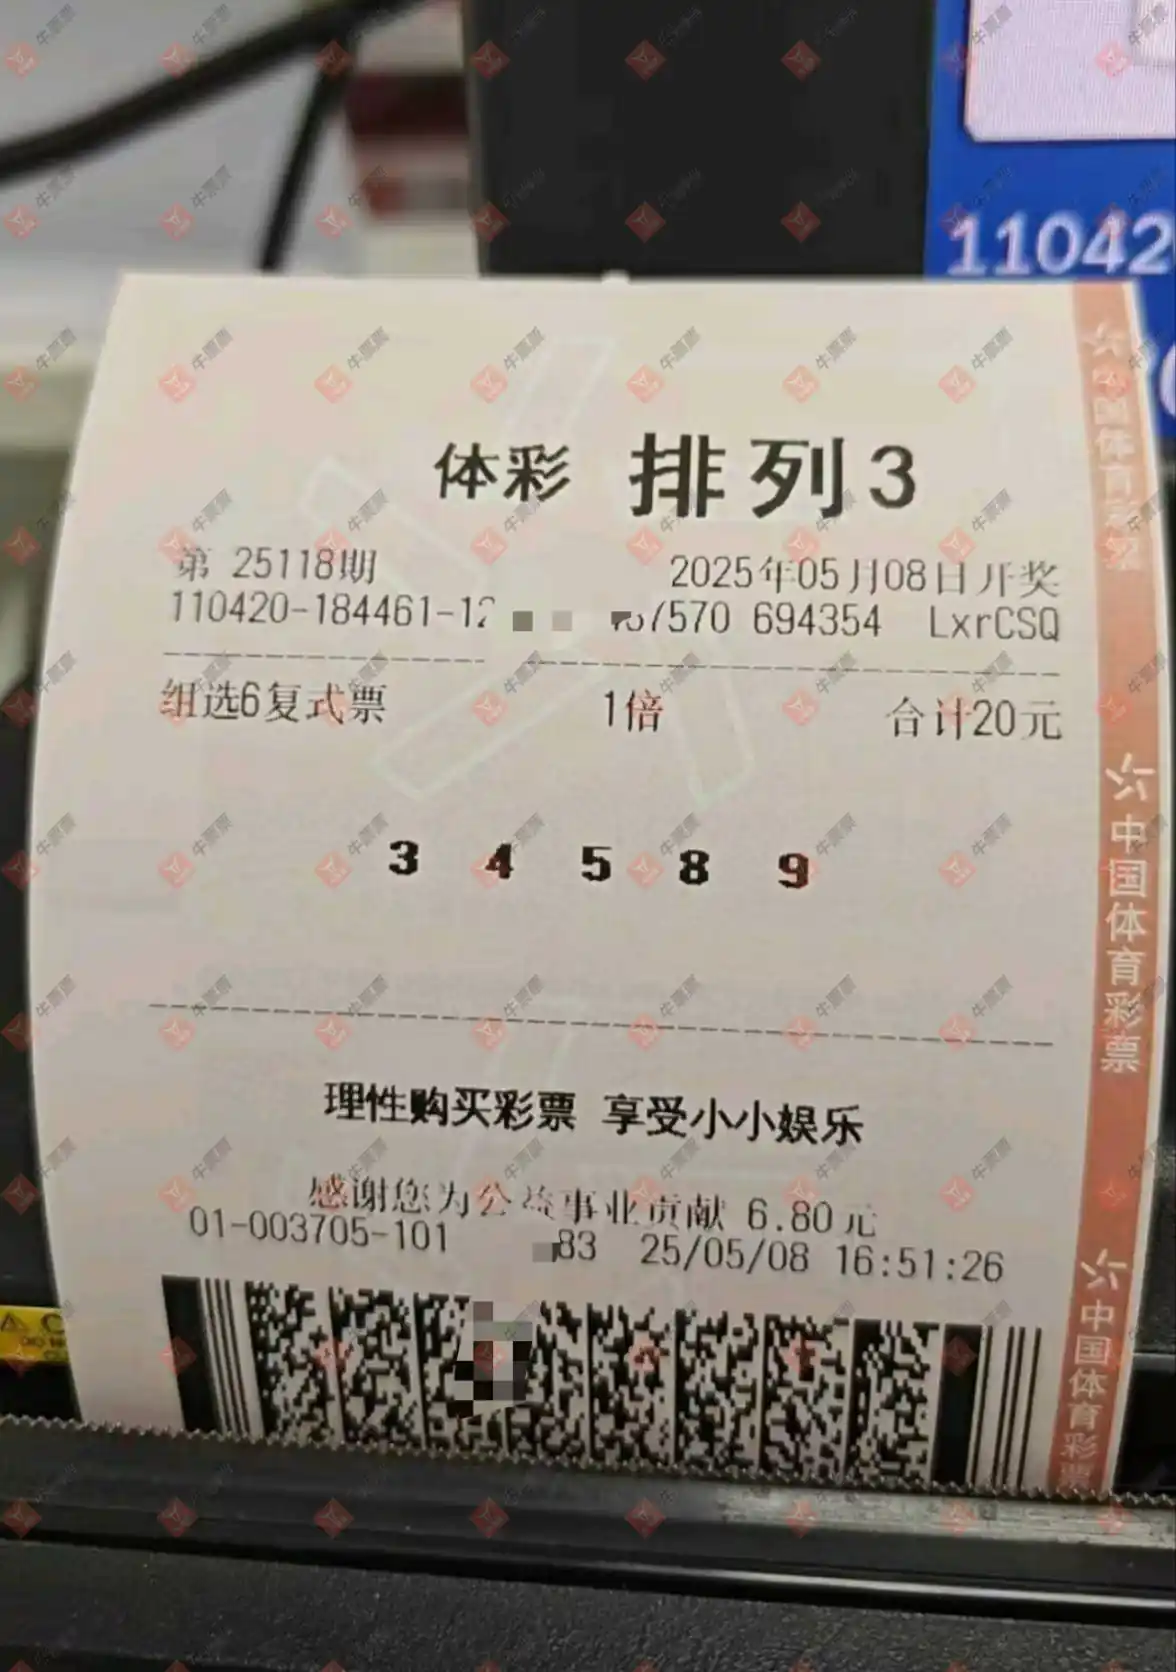 11042
体彩 排列3
第 25118期 2025年05月08日开奖
110420-184461-12 57570 694354 LxrCSQ
组选6复式票 1倍 合计20元
3 4 5 8 9
理性购买彩票 享受小小娱乐
感谢您为公益事业贡献 6.80元
01-003705-101 83 25/05/08 16:51:26
中国体育彩票
中国体育彩票
中国体育彩票
牛票票